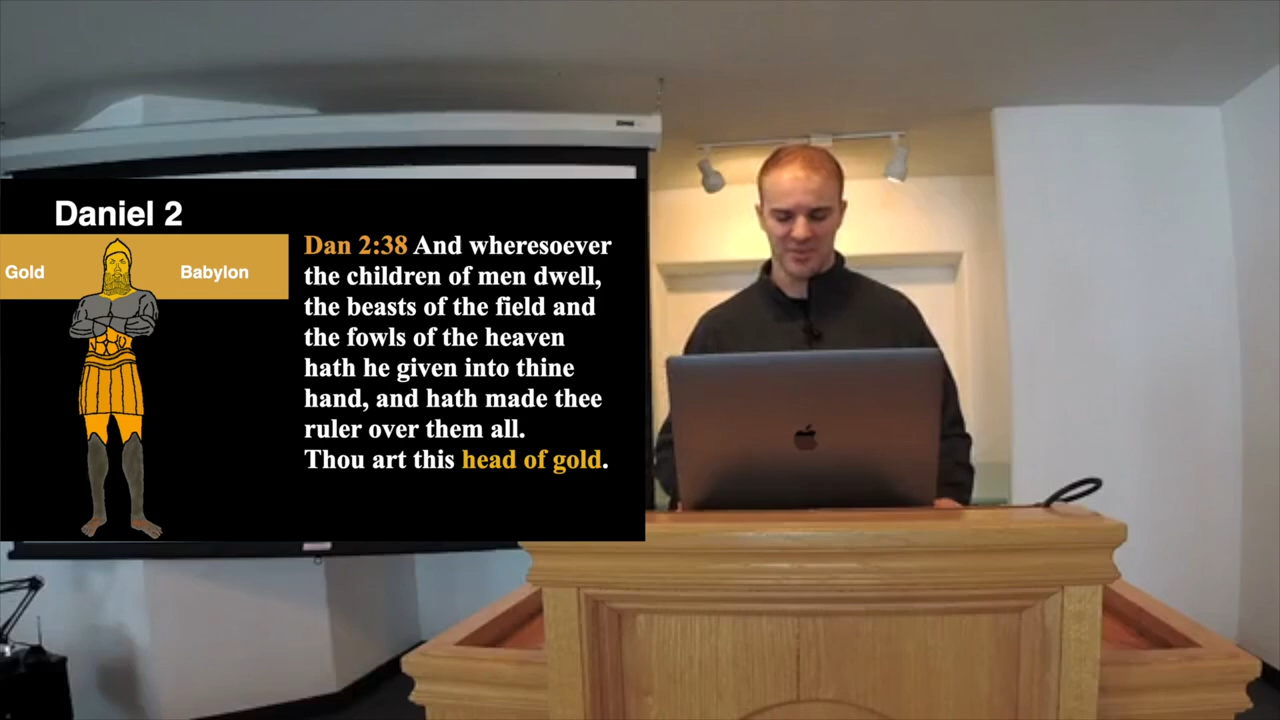 Daniel 2
Gold
Babylon
Dan 2:38 And wheresoever
the children of men dwell,
the beasts of the field and
the fowls of the heaven
hath he given into thine
hand, and hath made thee
ruler over them all.
Thou art this head of gold.